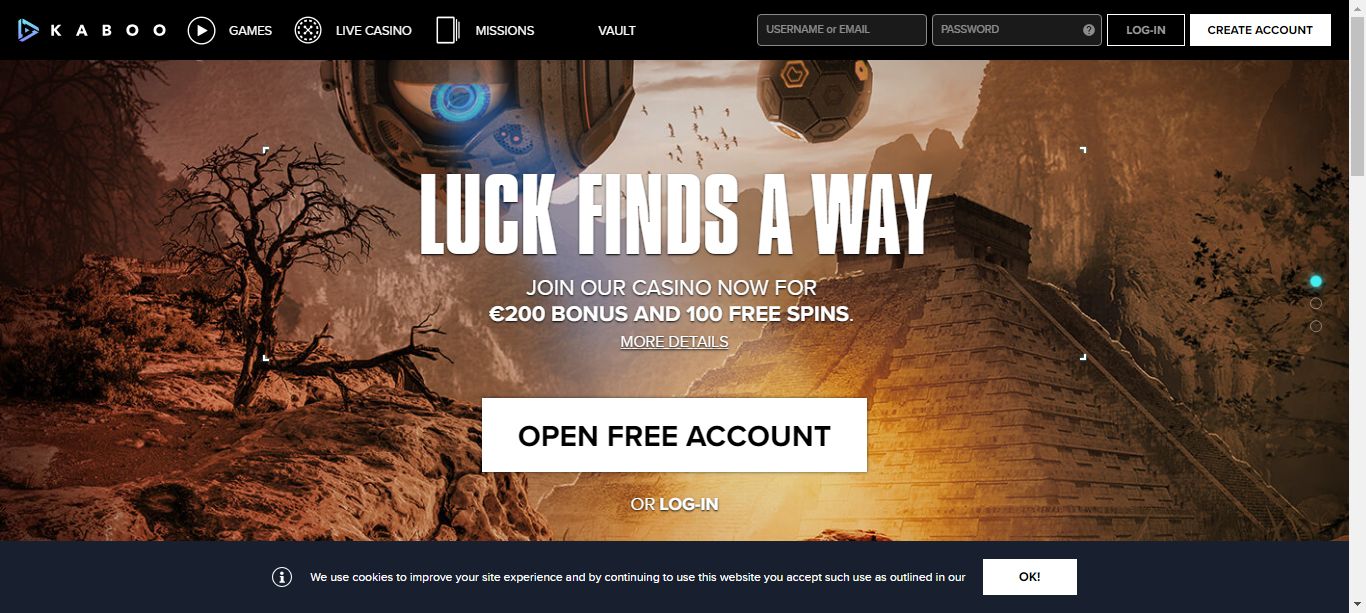 KABOO
GAMES
LIVE CASINO
MISSIONS
VAULT
USERNAME or EMAIL
PASSWORD
?
LOG-IN
CREATE ACCOUNT
LUCK FINDS A WAY
JOIN OUR CASINO NOW FOR
€200 BONUS AND 100 FREE SPINS.
MORE DETAILS
OPEN FREE ACCOUNT
OR LOG-IN
We use cookies to improve your site experience and by continuing to use this website you accept such use as outlined in our
OK!